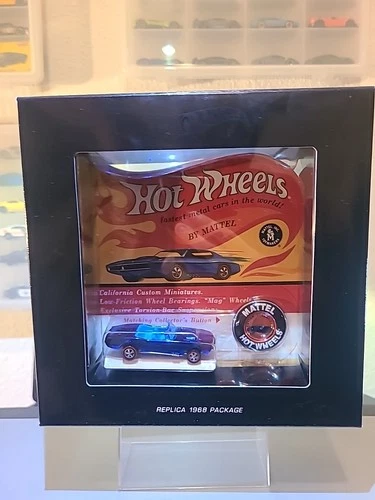 HOT WHEELS
fastest metal cars in the world!
BY MATTEL
California Custom Miniatures.
Low-Friction Wheel Bearings. "Mag" Wheels
Exclusive Torsion-Bar Suspension
Matching Collector's Button
MATTEL
HOT WHEELS
REPLICA 1968 PACKAGE